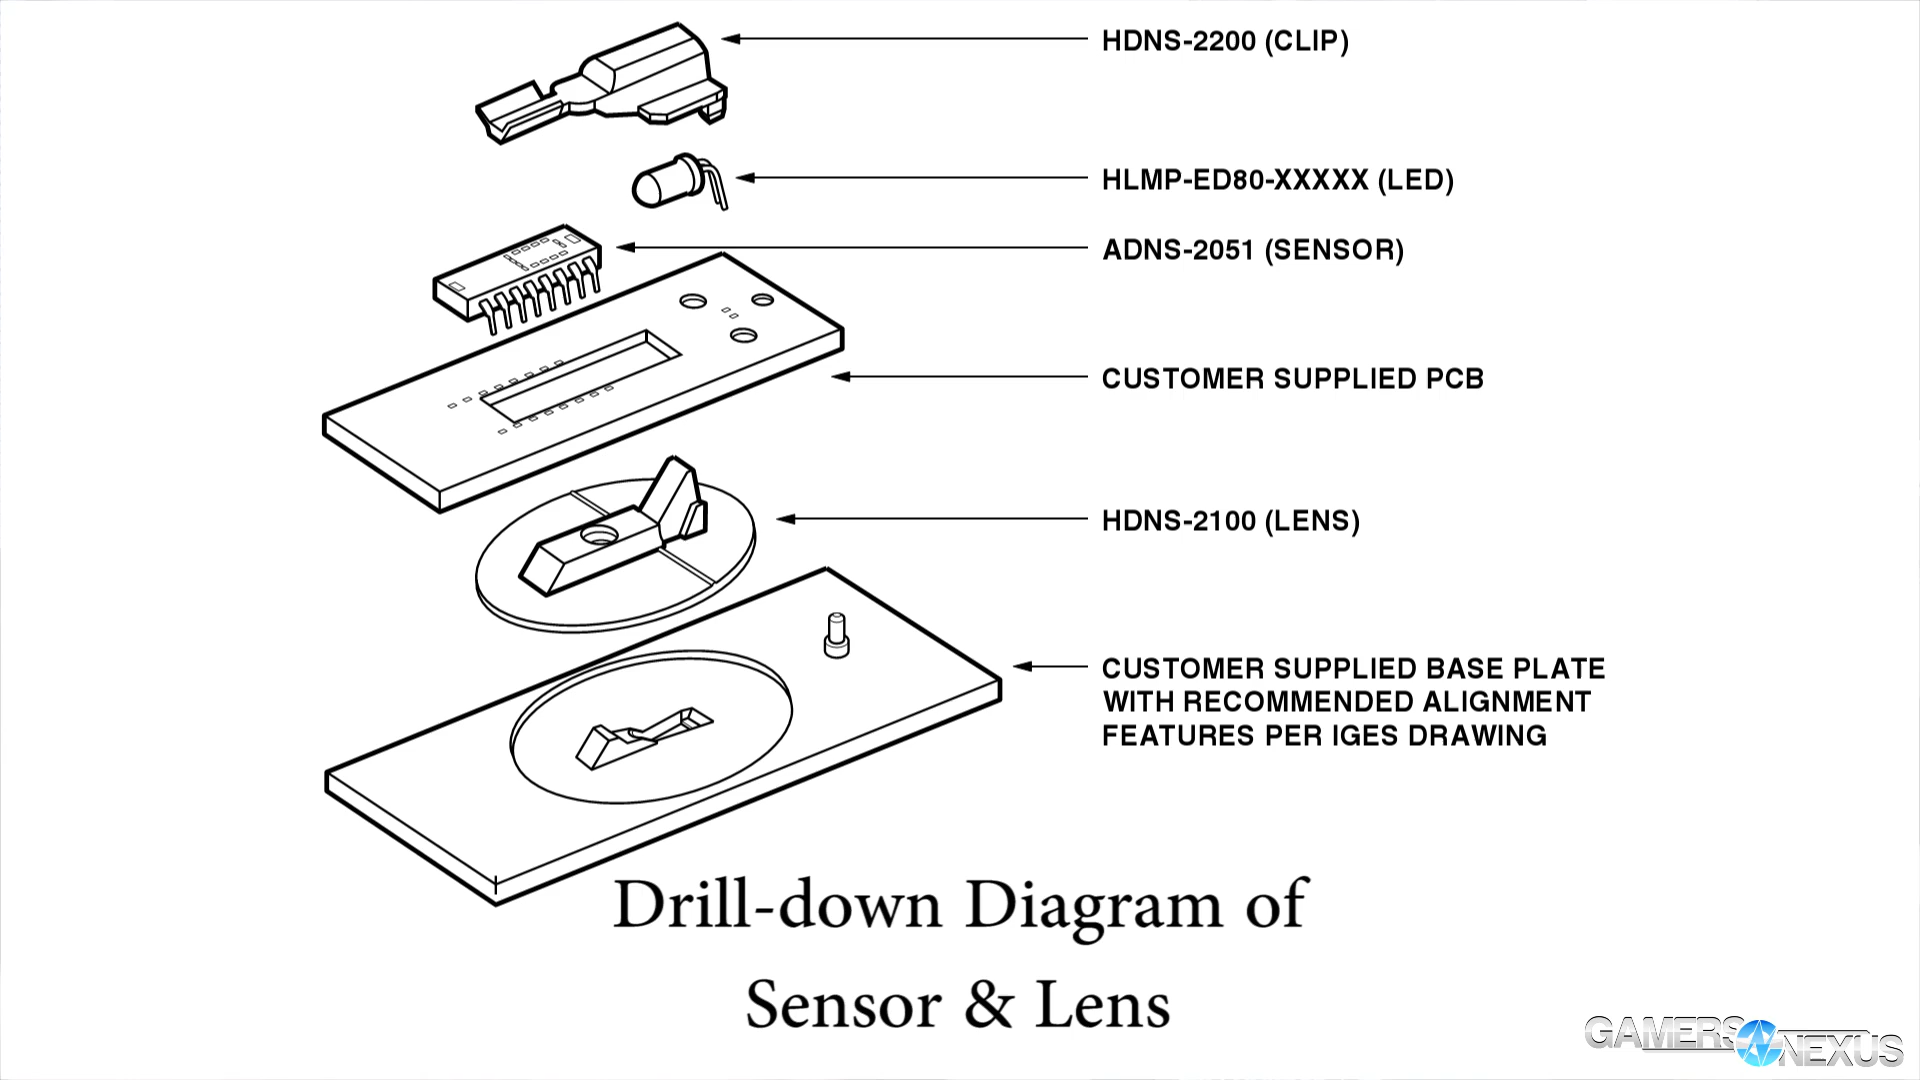 HDNS-2200 (CLIP)
HLMP-ED80-XXXXX (LED)
ADNS-2051 (SENSOR)
CUSTOMER SUPPLIED PCB
HDNS-2100 (LENS)
CUSTOMER SUPPLIED BASE PLATE
WITH RECOMMENDED ALIGNMENT
FEATURES PER IGES DRAWING
Drill-down Diagram of
Sensor & Lens
GAMERS NEXUS